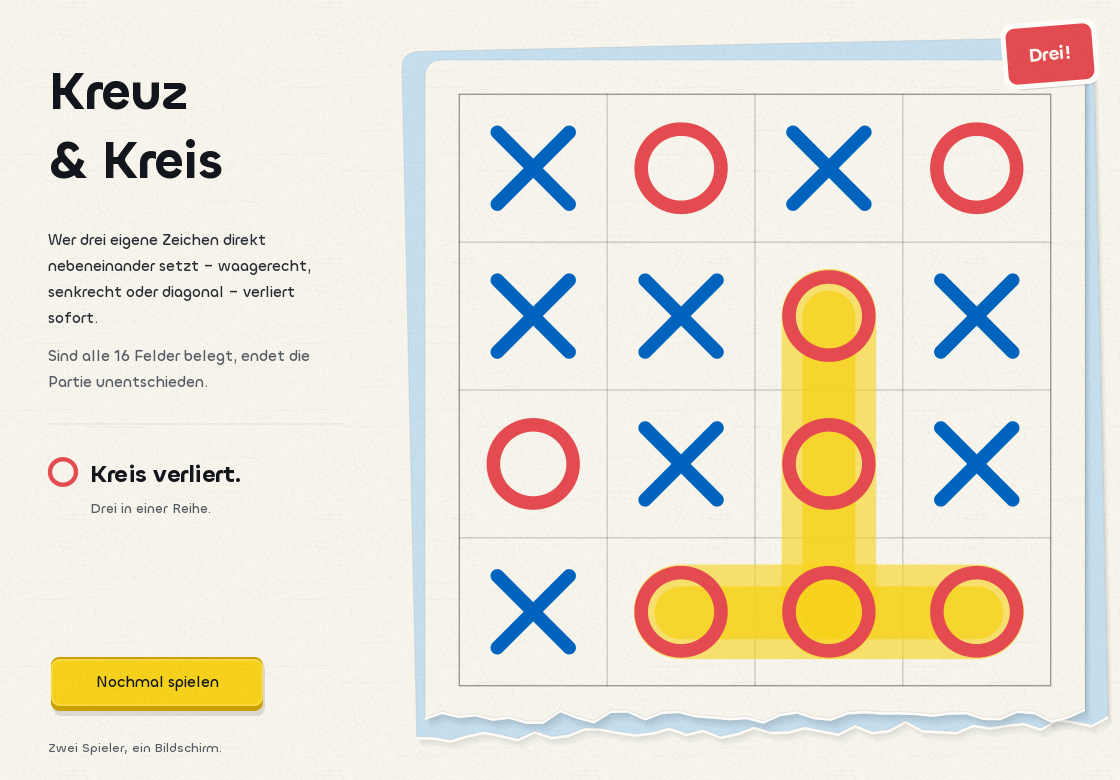 Kreuz
& Kreis
Wer drei eigene Zeichen direkt
nebeneinander setzt – waagerecht,
senkrecht oder diagonal – verliert
sofort.
Sind alle 16 Felder belegt, endet die
Partie unentschieden.
Kreis verliert.
Drei in einer Reihe.
Nochmal spielen
Zwei Spieler, ein Bildschirm.
Drei!